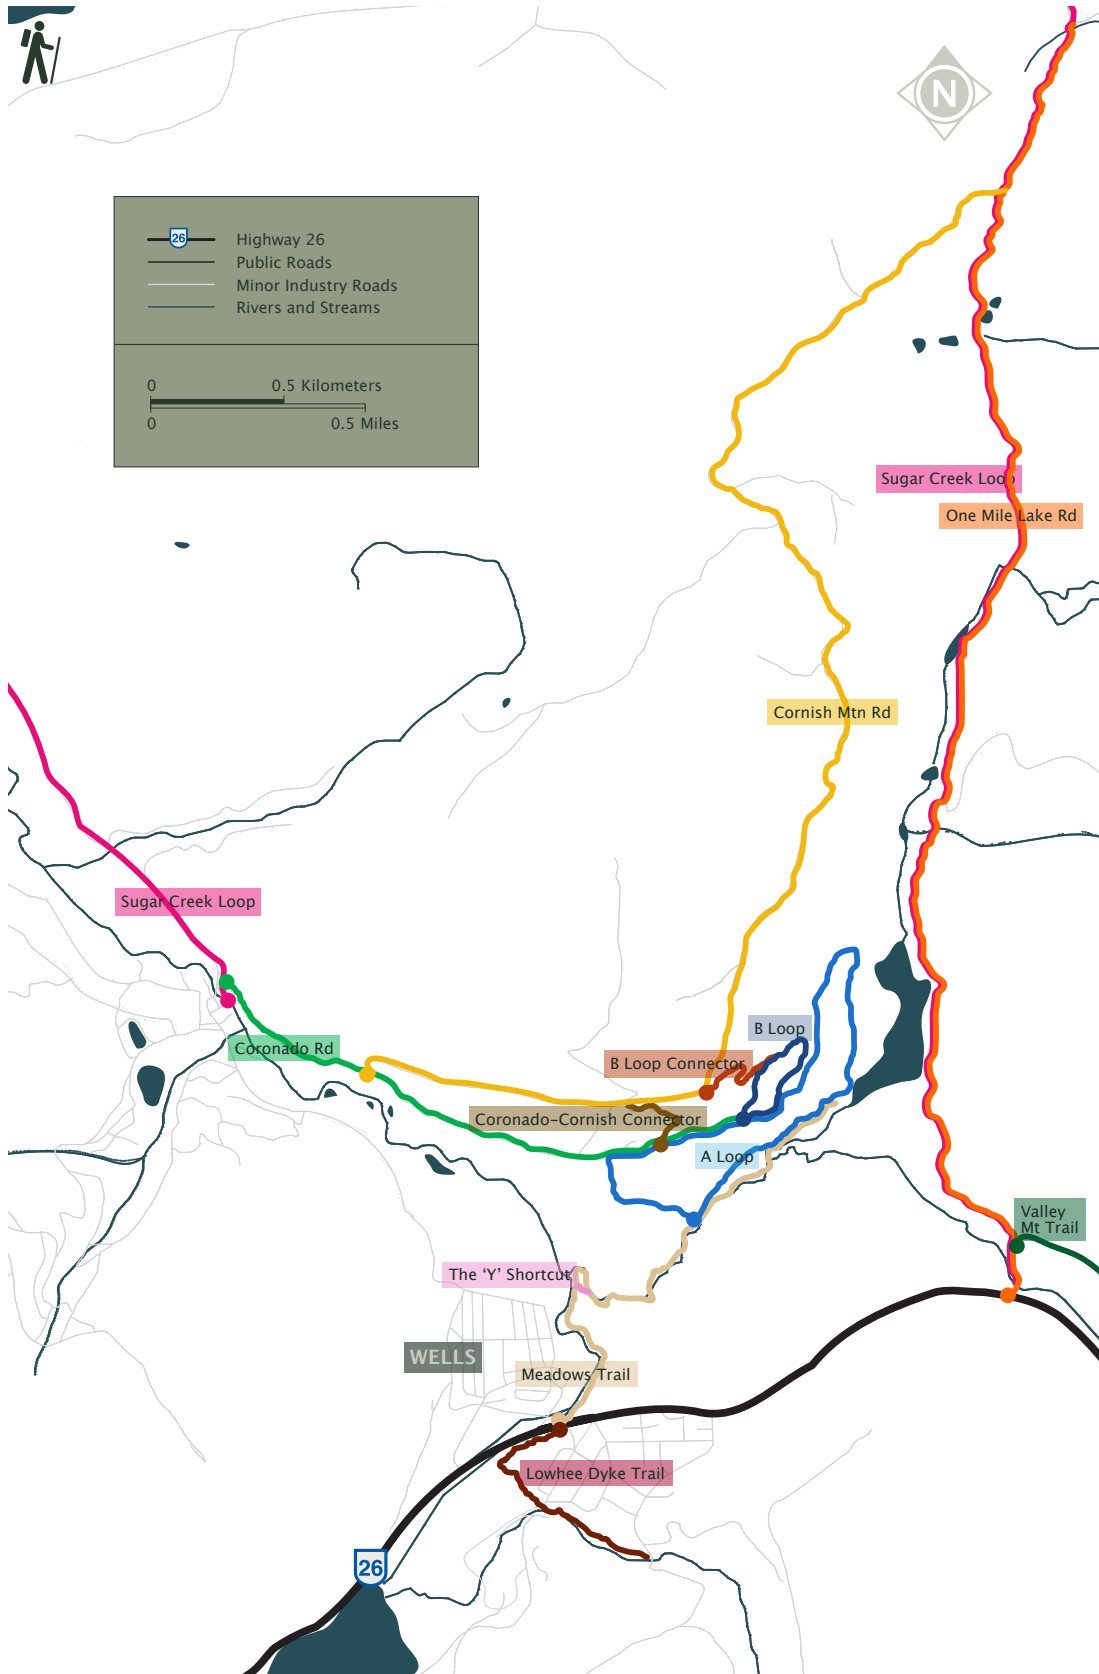 N
26
Highway 26
Public Roads
Minor Industry Roads
Rivers and Streams
0
0.5 Kilometers
0
0.5 Miles
Sugar Creek Loop
One Mile Lake Rd
Cornish Mtn Rd
Sugar Creek Loop
B Loop
Coronado Rd
B Loop Connector
Coronado-Cornish Connector
A Loop
Valley
Mt Trail
The ‘Y’ Shortcut
WELLS
Meadows Trail
Lowhee Dyke Trail
26